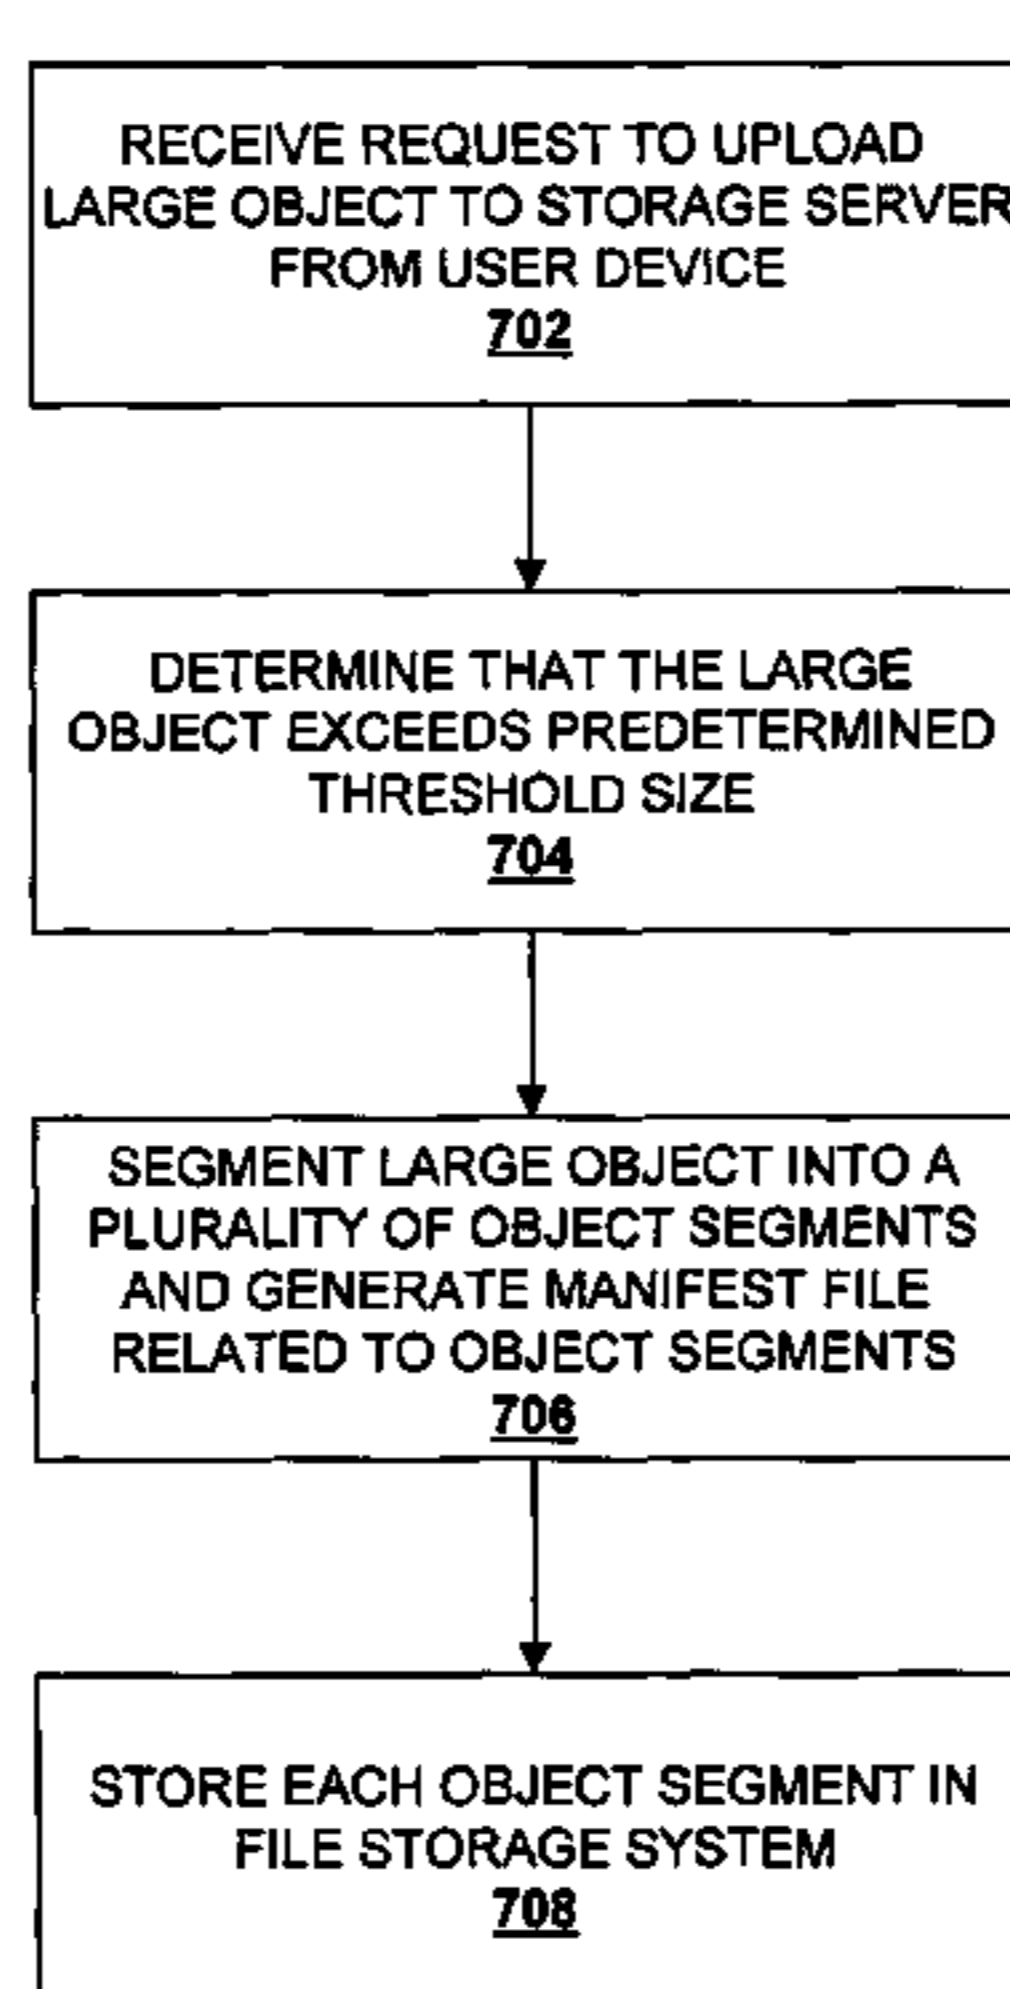 RECEIVE REQUEST TO UPLOAD
LARGE OBJECT TO STORAGE SERVER
FROM USER DEVICE
702
DETERMINE THAT THE LARGE
OBJECT EXCEEDS PREDETERMINED
THRESHOLD SIZE
704
SEGMENT LARGE OBJECT INTO A
PLURALITY OF OBJECT SEGMENTS
AND GENERATE MANIFEST FILE
RELATED TO OBJECT SEGMENTS
706
STORE EACH OBJECT SEGMENT IN
FILE STORAGE SYSTEM
708